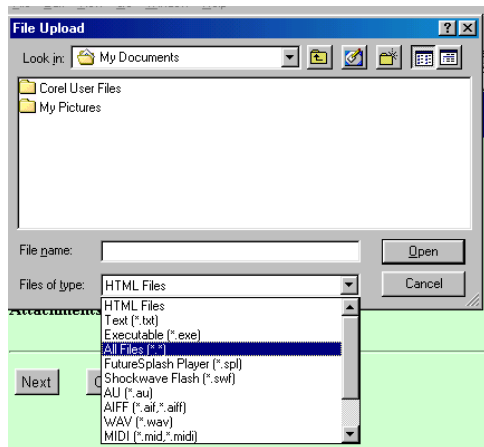 File Upload
Look in: My Documents
Corel User Files
My Pictures
File name:
Open
Files of type: HTML Files
Cancel
HTML Files
Text (*.txt)
Executable (*.exe)
All Files (*.*)
FutureSplash Player (*.spl)
Shockwave Flash (*.swf)
AU (*.au)
AIFF (*.aif,*.aiff)
WAV (*.wav)
MIDI (*.mid,*.midi)
Attachments
Next